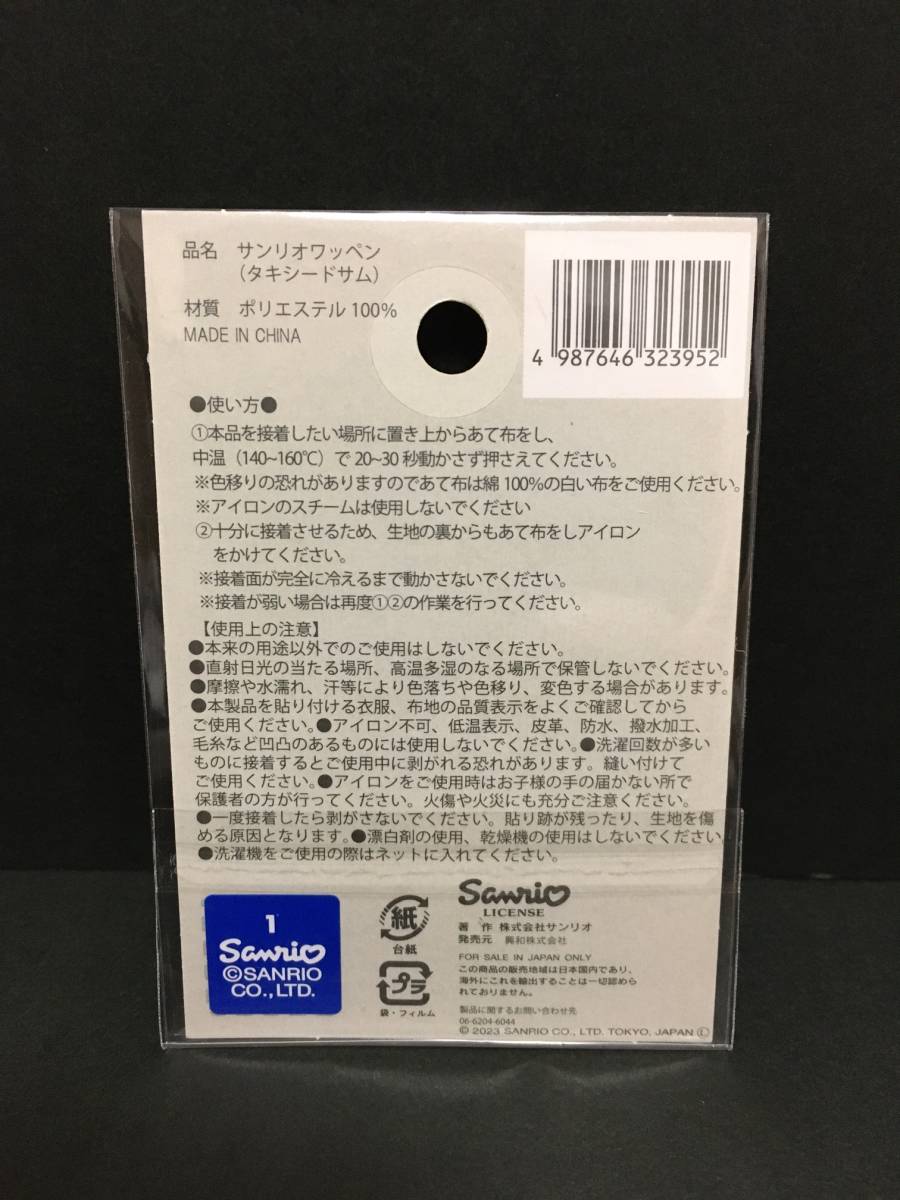 品名 サンリオワッペン
（タキシードサム）
材質 ポリエステル 100%
MADE IN CHINA
4 987646 323952
●使い方●
①本品を接着したい場所に置き上からあて布をし、
中温（140~160℃）で 20~30 秒動かさず押さえてください。
※色移りの恐れがありますのであて布は綿 100%の白い布をご使用ください。
※アイロンのスチームは使用しないでください
②十分に接着させるため、生地の裏からもあて布をしアイロン
をかけてください。
※接着面が完全に冷えるまで動かさないでください。
※接着が弱い場合は再度①②の作業を行ってください。
【使用上の注意】
●本来の用途以外でのご使用はしないでください。
●直射日光の当たる場所、高温多湿のなる場所で保管しないでください。
●摩擦や水濡れ、汗等により色落ちや色移り、変色する場合があります。
●本製品を貼り付ける衣服、布地の品質表示をよくご確認してから
ご使用ください。●アイロン不可、低温表示、皮革、防水、撥水加工、
毛糸など凹凸のあるものには使用しないでください。●洗濯回数が多い
ものに接着するとご使用中に剥がれる恐れがあります。縫い付けて
ご使用ください。●アイロンをご使用時はお子様の手の届かない所で
保護者の方が行ってください。火傷や火災にも充分ご注意ください。
●一度接着したら剥がさないでください。貼り跡が残ったり、生地を傷
める原因となります。●漂白剤の使用、乾燥機の使用はしないでください
●洗濯機をご使用の際はネットに入れてください。
1
Sanrio
©SANRIO
CO., LTD.
紙
台紙
プラ
袋・フィルム
Sanrio
LICENSE
著 作 株式会社サンリオ
発売元 興和株式会社
FOR SALE IN JAPAN ONLY
この商品の販売地域は日本国内であり、
海外にこれを輸出することは一切認めら
れておりません。
製品に関するお問い合わせ先
06-6204-6044
© 2023 SANRIO CO., LTD. TOKYO, JAPAN Ⓛ